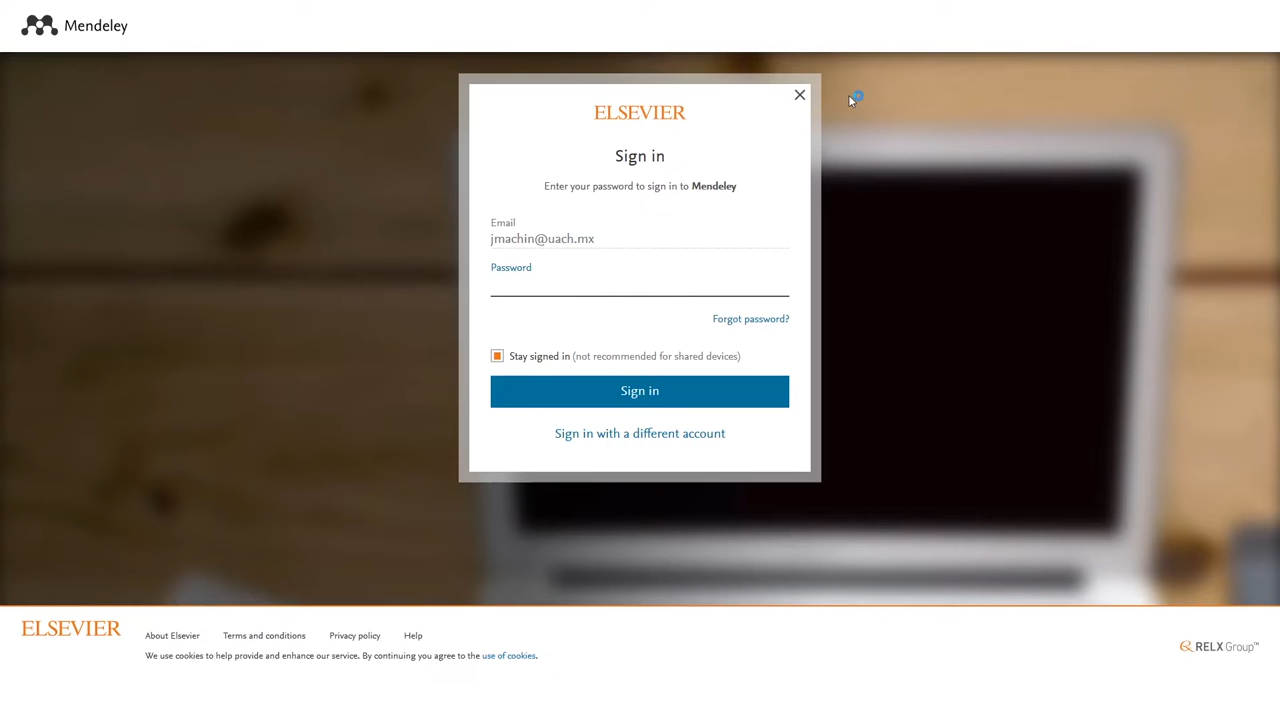 Mendeley
ELSEVIER
Sign in
Enter your password to sign in to Mendeley
Email
jmachin@uach.mx
Password
Forgot password?
Stay signed in (not recommended for shared devices)
Sign in
Sign in with a different account
ELSEVIER
About Elsevier Terms and conditions Privacy policy Help
We use cookies to help provide and enhance our service. By continuing you agree to the use of cookies.
RELX Group™